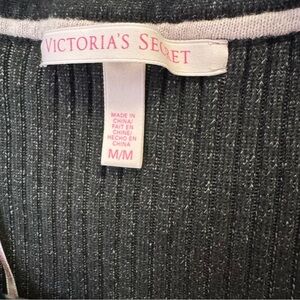 VICTORIA'S SECRET
MADE IN
CHINA/
FAIT EN
CHINE/
HECHO EN
CHINA
M/M